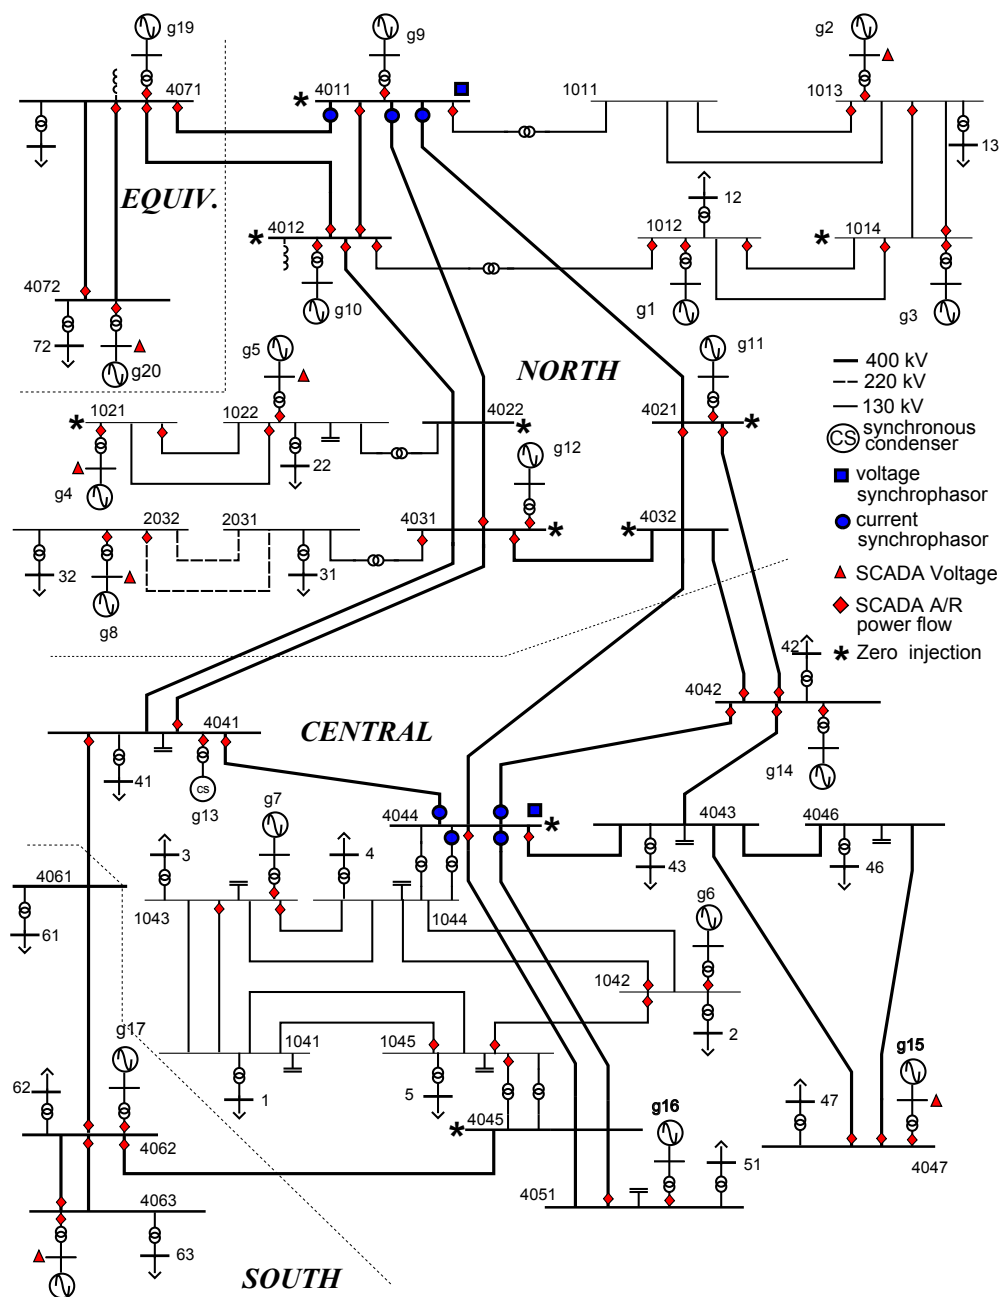 g19
g9
g2
4071
4011
1011
1013
13
EQUIV.
12
4012
1012
1014
4072
g10
g1
g3
72
g20
g5
NORTH
g11
400 kV
220 kV
130 kV
CS
synchronous
condenser
voltage
synchrophasor
current
synchrophasor
SCADA Voltage
SCADA A/R
power flow
Zero injection
1021
1022
4022
4021
g4
22
g12
2032
2031
4031
4032
32
31
g8
42
4042
4041
CENTRAL
41
CS
g13
g14
g7
4044
4043
4046
3
4
43
46
4061
1043
1044
g6
61
1042
2
g17
1041
1045
g15
62
1
5
4045
g16
47
4062
51
4047
4063
4051
63
SOUTH